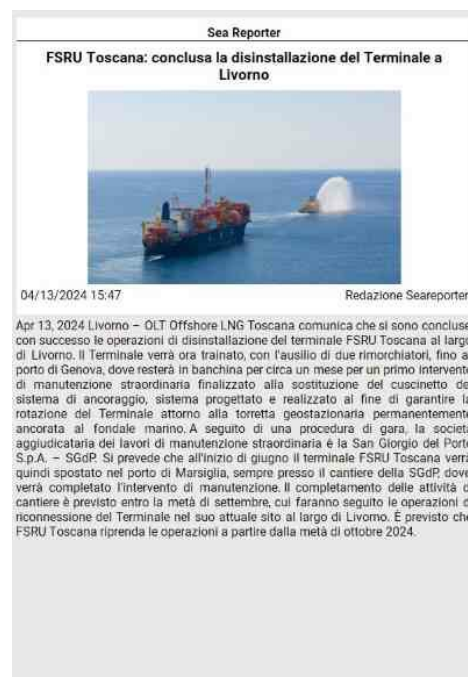 Sea Reporter
FSRU Toscana: conclusa la disinstallazione del Terminale a
Livorno
04/13/2024 15:47
Redazione Seareporter
Apr 13, 2024 Livorno – OLT Offshore LNG Toscana comunica che si sono concluse
con successo le operazioni di disinstallazione del terminale FSRU Toscana al largo
di Livorno. Il Terminale verrà ora trainato, con l'ausilio di due rimorchiatori, fino a
porto di Genova, dove resterà in banchina per circa un mese per un primo intervento
di manutenzione straordinaria finalizzato alla sostituzione del cuscinetto de
sistema di ancoraggio, sistema progettato e realizzato al fine di garantire la
rotazione del Terminale attorno alla torretta geostazionaria permanentemente
ancorata al fondale marino. A seguito di una procedura di gara, la società
aggiudicataria dei lavori di manutenzione straordinaria è la San Giorgio del Porto
S.p.A. – SGdP. Si prevede che all'inizio di giugno il terminale FSRU Toscana verrà
quindi spostato nel porto di Marsiglia, sempre presso il cantiere della SGdP, dove
verrà completato l'intervento di manutenzione. Il completamento delle attività d
cantiere è previsto entro la metà di settembre, cui faranno seguito le operazioni d
riconnessione del Terminale nel suo attuale sito al largo di Livorno. È previsto che
FSRU Toscana riprenda le operazioni a partire dalla metà di ottobre 2024.